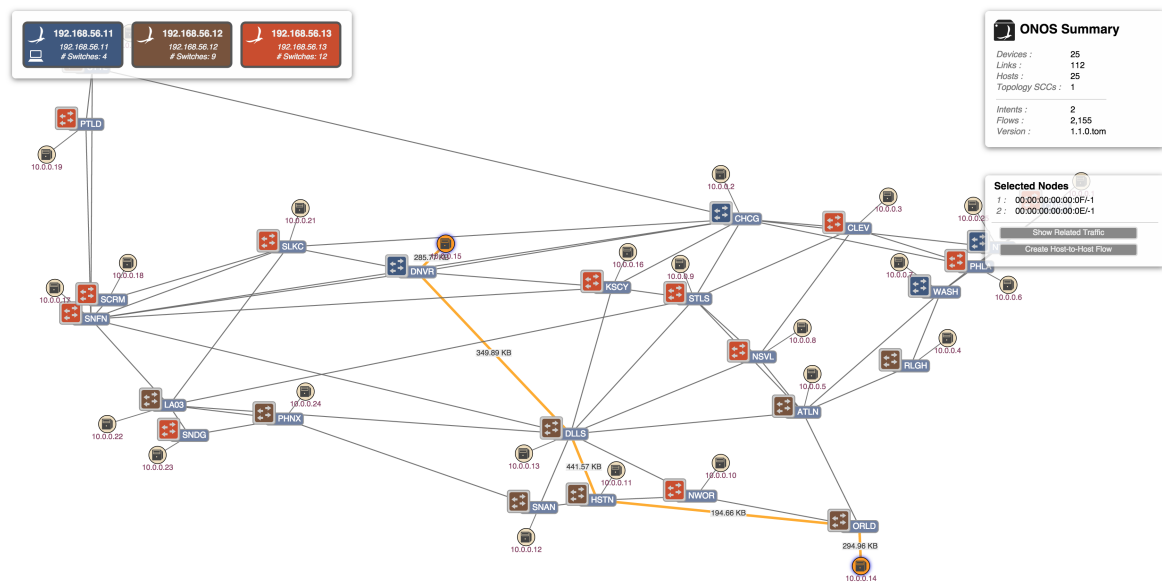 192.168.56.11
192.168.56.11
# Switches: 4
192.168.56.12
192.168.56.12
# Switches: 9
192.168.56.13
192.168.56.13
# Switches: 12
ONOS Summary
Devices : 25
Links : 112
Hosts : 25
Topology SCCs : 1
Intents : 2
Flows : 2,155
Version : 1.1.0.tom
Selected Nodes
1 : 00:00:00:00:00:0F/-1
2 : 00:00:00:00:00:0E/-1
Show Related Traffic
Create Host-to-Host Flow
PTLD
10.0.0.19
10.0.0.2
10.0.0.3
CHCG
CLEV
10.0.0.21
SLKC
DNVR
10.0.0.16
10.0.0.9
PHLA
10.0.0.18
10.0.0.17
SCRM
SNFN
KSCY
STLS
WASH
10.0.0.6
10.0.0.8
10.0.0.4
349.89 KB
NSVL
RLGH
10.0.0.5
10.0.0.24
LA03
PHNX
ATLN
10.0.0.22
SNDG
DLLS
10.0.0.23
10.0.0.13
441.57 KB
10.0.0.11
10.0.0.10
HSTN
NWOR
SNAN
194.66 KB
ORLD
10.0.0.12
294.96 KB
10.0.0.14